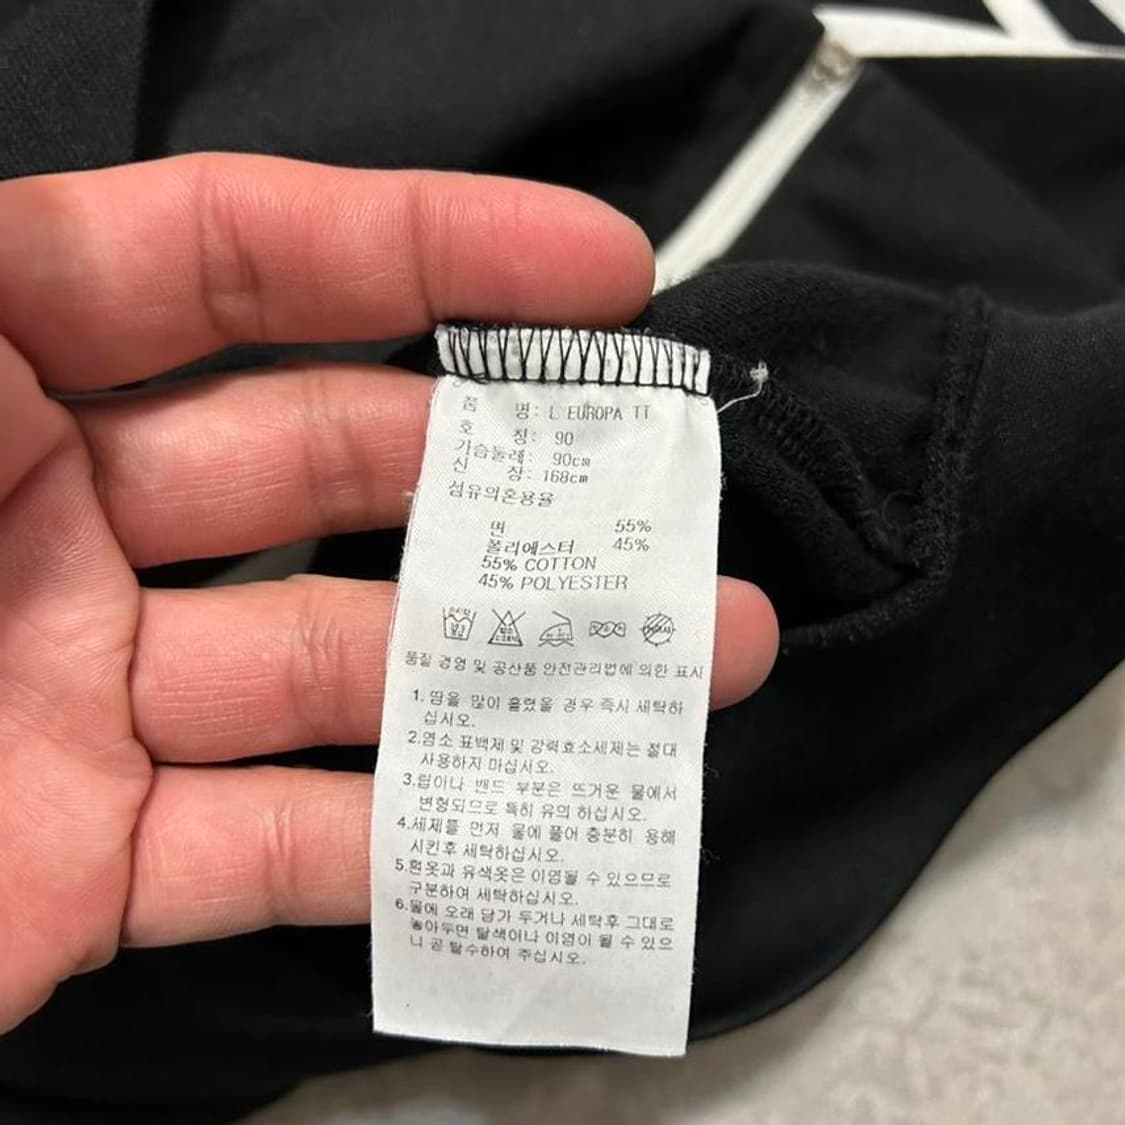 품 명: L EUROPA TT
호 칭: 90
가슴둘레: 90cm
신 장: 168cm
섬유의혼용율
면 55%
폴리에스터 45%
55% COTTON
45% POLYESTER
품질 경영 및 공산품 안전관리법에 의한 표시
1. 땀을 많이 흘렸을 경우 즉시 세탁하
십시오.
2.염소 표백제 및 강력효소세제는 절대
사용하지 마십시오.
3.립이나 밴드 부분은 뜨거운 물에서
변형되므로 특히 유의 하십시오.
4.세제를 먼저 물에 풀어 충분히 용해
시킨후 세탁하십시오.
5.흰옷과 유색옷은 이염될 수 있으므로
구분하여 세탁하십시오.
6.물에 오래 담가 두거나 세탁후 그대로
놓아두면 탈색이나 이염이 될 수 있으
니 곧 탈수하여 주십시오.